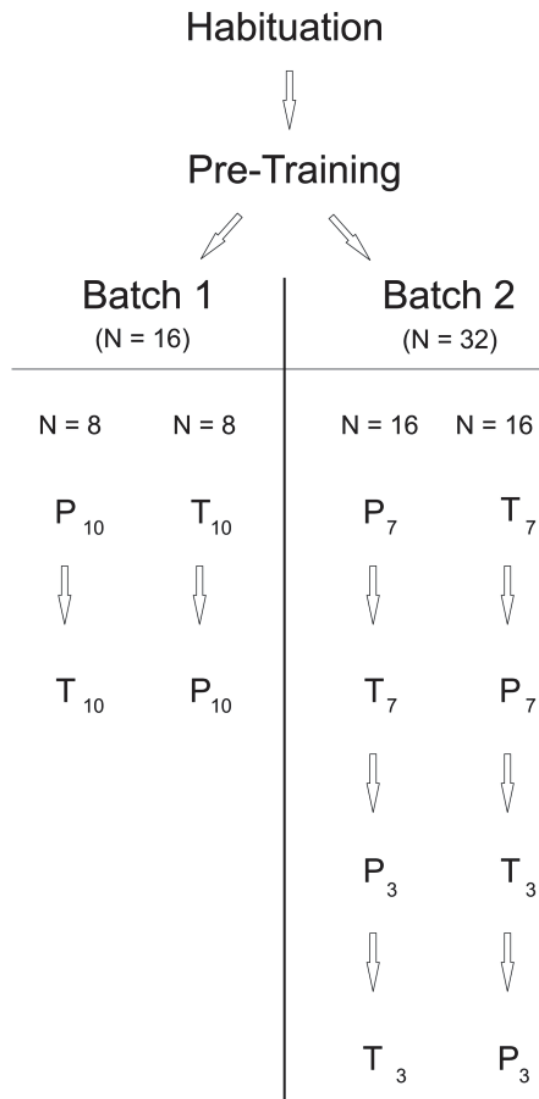 Habituation
Pre-Training
Batch 1 Batch 2
(N = 16) (N = 32)
N = 8 N = 8 N = 16 N = 16
P10 T10 P7 T7
T10 P10 T7 P7
P3 T3
T3 P3